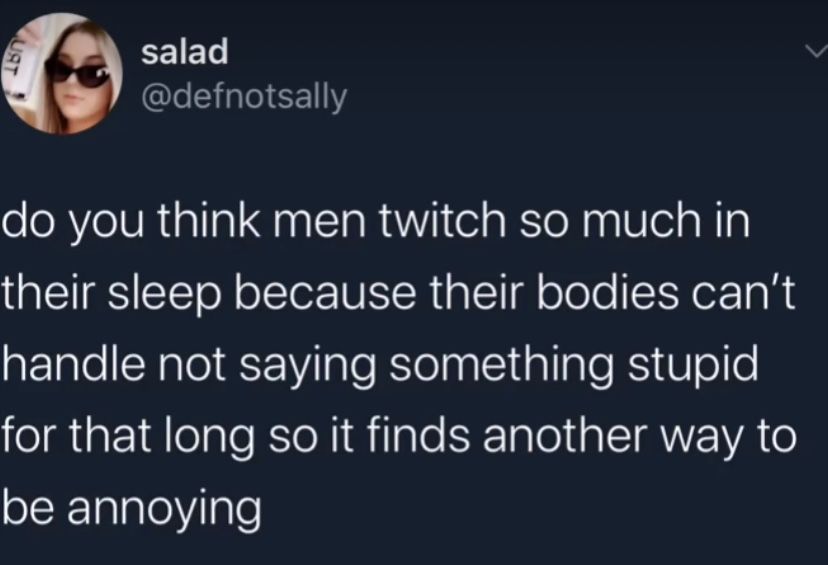 salad
@defnotsally
do you think men twitch so much in
their sleep because their bodies can't
handle not saying something stupid
for that long so it finds another way to
be annoying